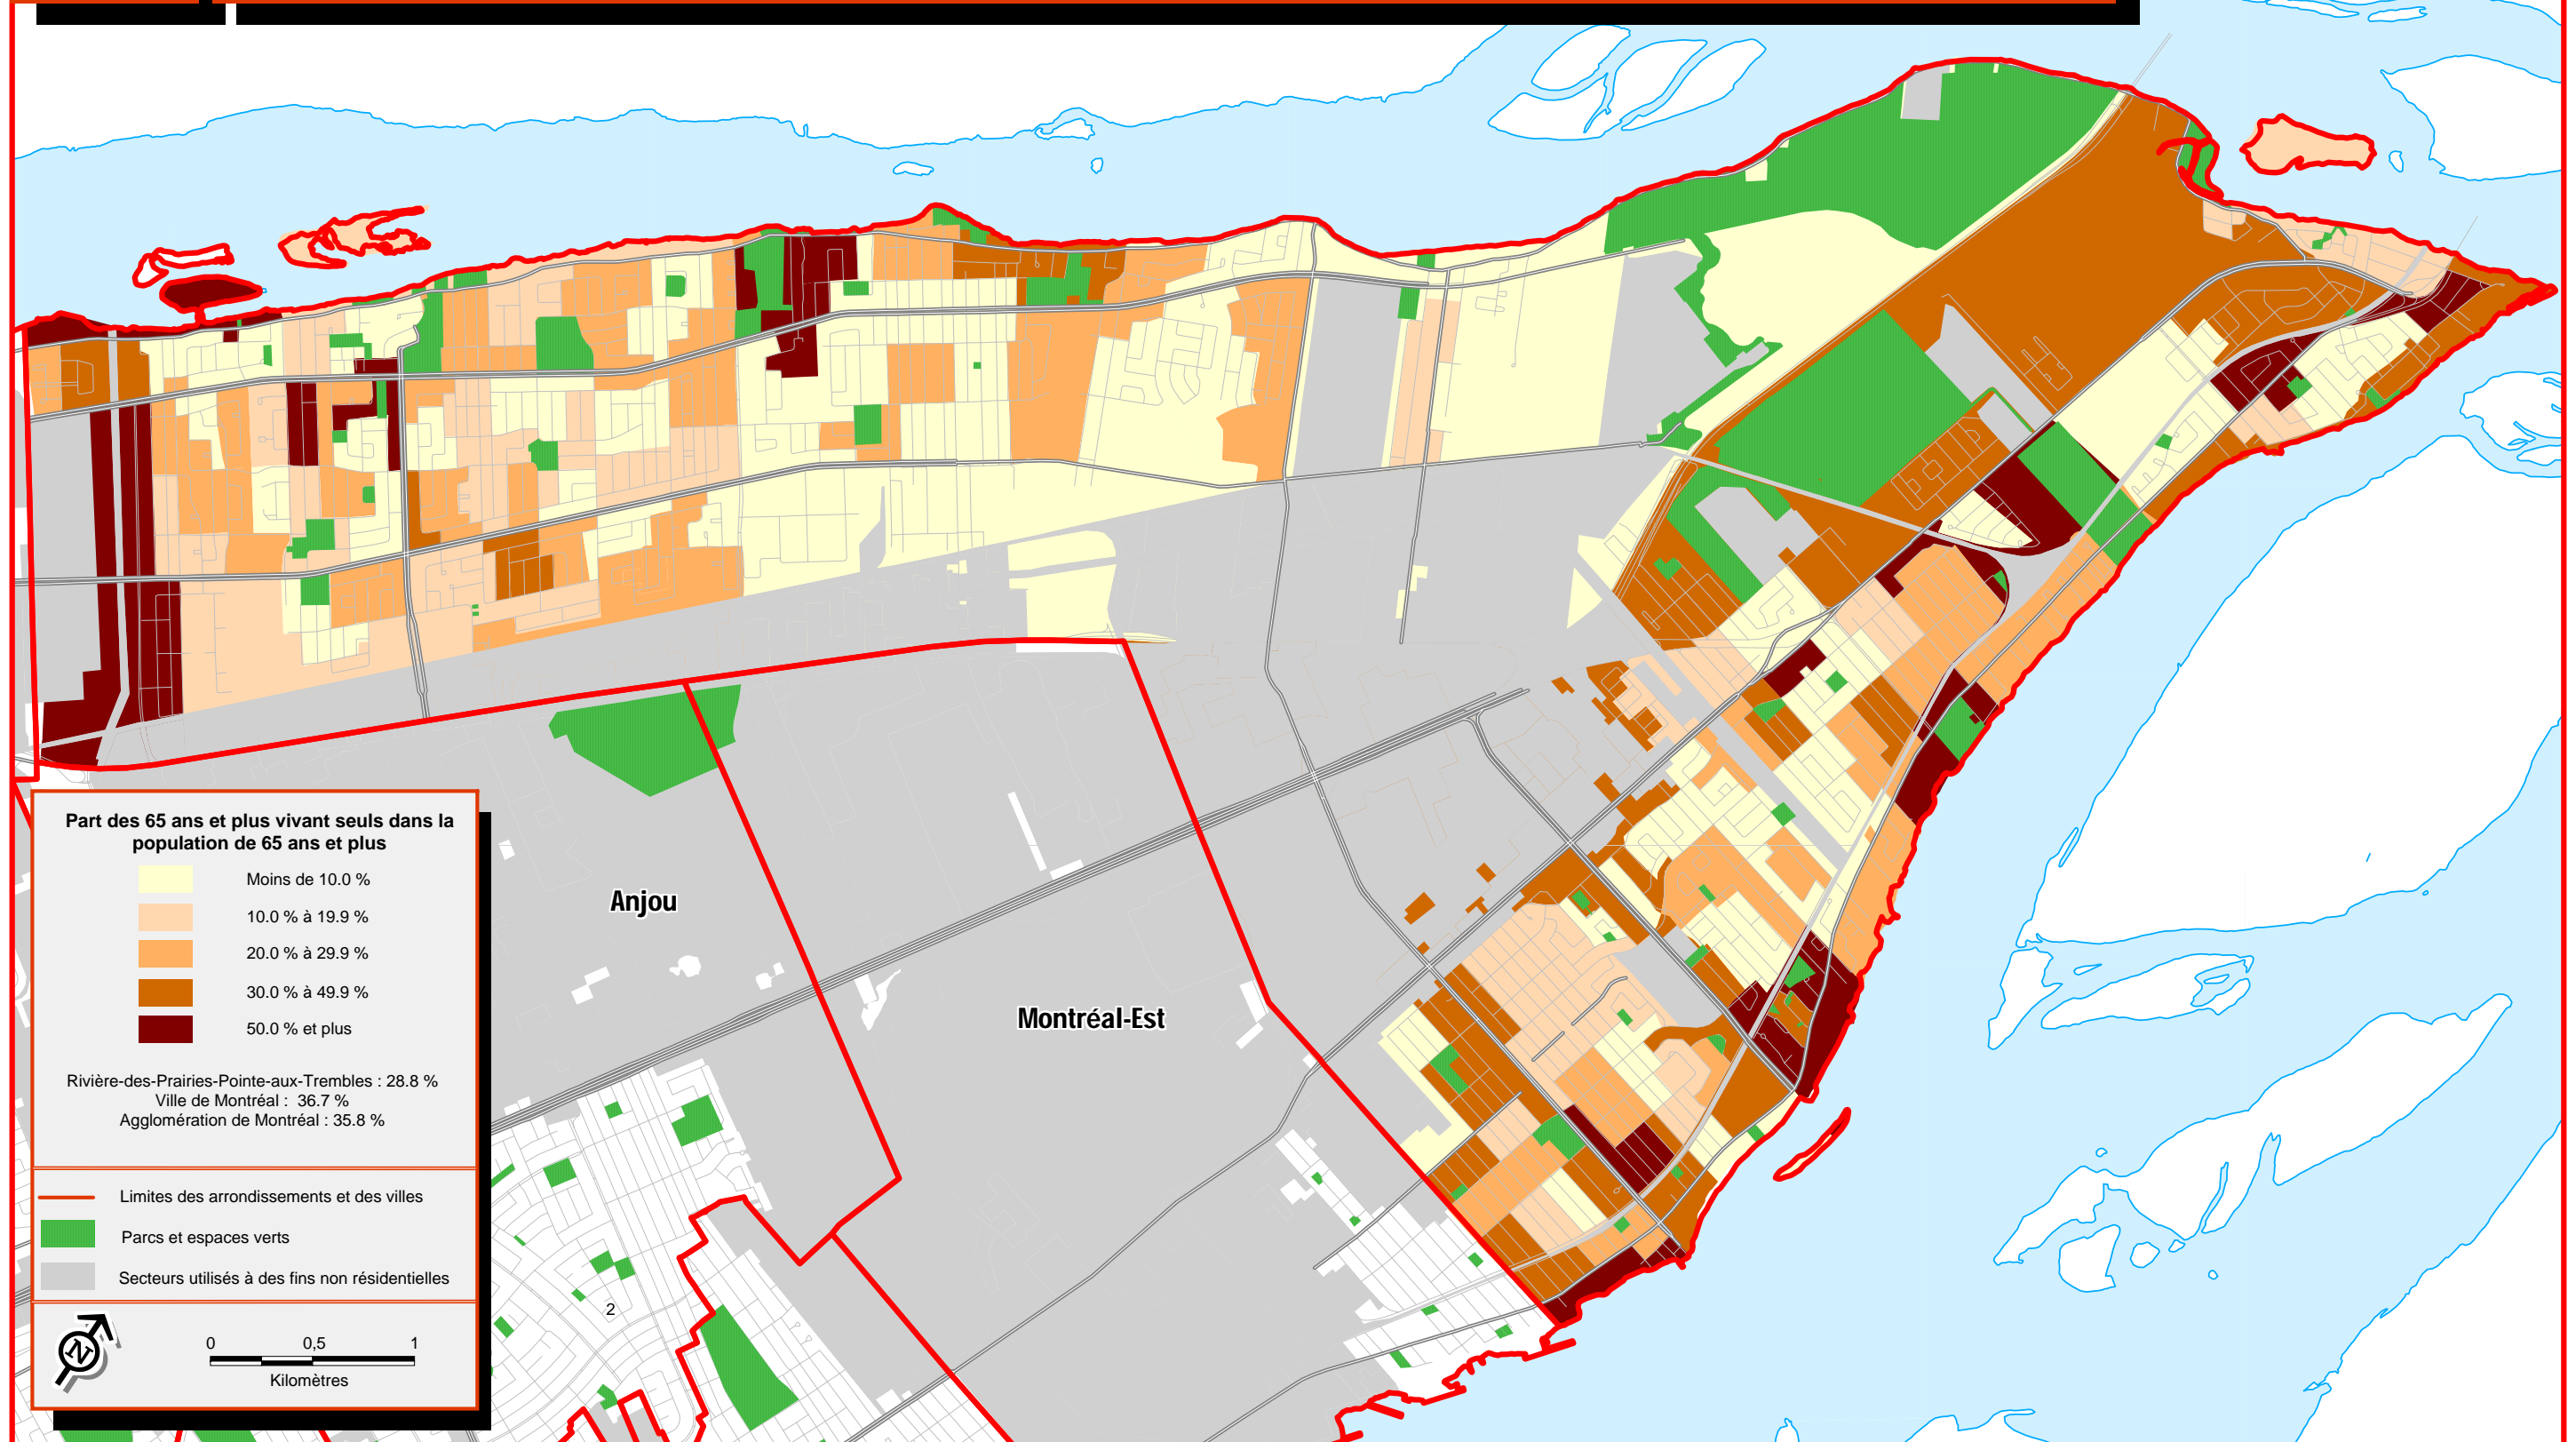 Part des 65 ans et plus vivant seuls dans la
population de 65 ans et plus
Moins de 10.0 %
10.0 % à 19.9 %
20.0 % à 29.9 %
30.0 % à 49.9 %
50.0 % et plus
Rivière-des-Prairies-Pointe-aux-Trembles : 28.8 %
Ville de Montréal : 36.7 %
Agglomération de Montréal : 35.8 %
Limites des arrondissements et des villes
Parcs et espaces verts
Secteurs utilisés à des fins non résidentielles
N
0 0,5 1
Kilomètres
Anjou
Montréal-Est
2